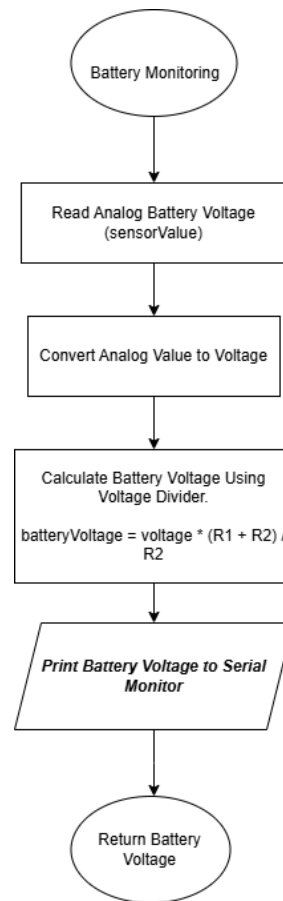 Battery Monitoring
Read Analog Battery Voltage
(sensorValue)
Convert Analog Value to Voltage
Calculate Battery Voltage Using
Voltage Divider.
batteryVoltage = voltage * (R1 + R2) /
R2
Print Battery Voltage to Serial
Monitor
Return Battery
Voltage